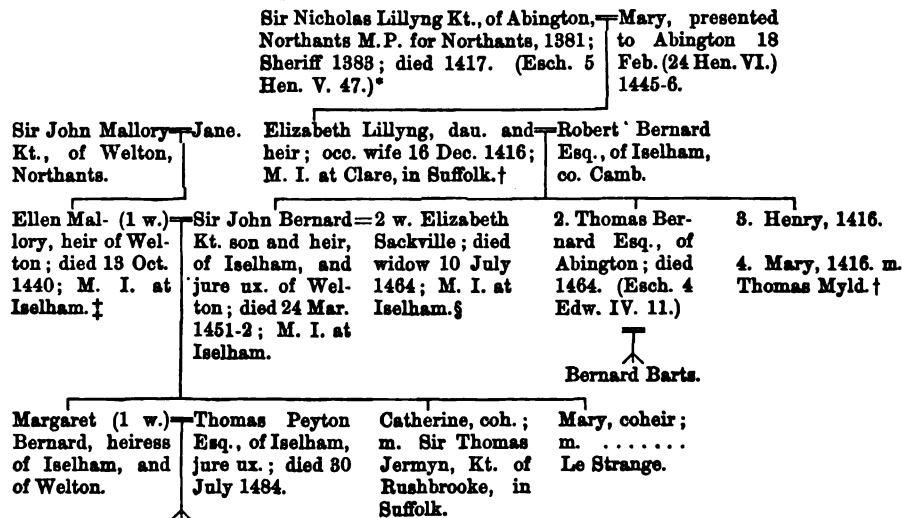 Sir Nicholas Lillyng Kt., of Abington,
Northants M.P. for Northants, 1381;
Sheriff 1383; died 1417. (Esch. 5
Hen. V. 47.)*
Mary, presented
to Abington 18
Feb. (24 Hen. VI.)
1445-6.
Sir John Mallory
Kt., of Welton,
Northants.
Jane.
Elizabeth Lillyng, dau. and
heir; occ. wife 16 Dec. 1416;
M. I. at Clare, in Suffolk.†
Robert Bernard
Esq., of Iselham,
co. Camb.
Ellen Mal- (1 w.)
lory, heir of Wel-
ton; died 13 Oct.
1440; M. I. at
Iselham.‡
Sir John Bernard
Kt. son and heir,
of Iselham, and
jure ux. of Wel-
ton; died 24 Mar.
1451-2; M. I. at
Iselham.
2 w. Elizabeth
Sackville; died
widow 10 July
1464; M. I. at
Iselham.§
2. Thomas Ber-
nard Esq., of
Abington; died
1464. (Esch. 4
Edw. IV. 11.)
Bernard Barts.
3. Henry, 1416.
4. Mary, 1416. m.
Thomas Myld.†
Margaret (1 w.)
Bernard, heiress
of Iselham, and
of Welton.
Thomas Peyton
Esq., of Iselham,
jure ux.; died 30
July 1484.
Catherine, coh.;
m. Sir Thomas
Jermyn, Kt. of
Rushbrooke, in
Suffolk.
Mary, coheir;
m. . . . . . . .
Le Strange.